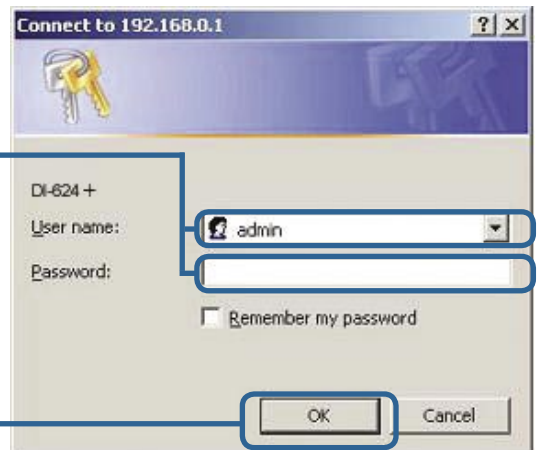 Connect to 192.168.0.1
DI-624 +
User name:
admin
Password:
Remember my password
OK
Cancel